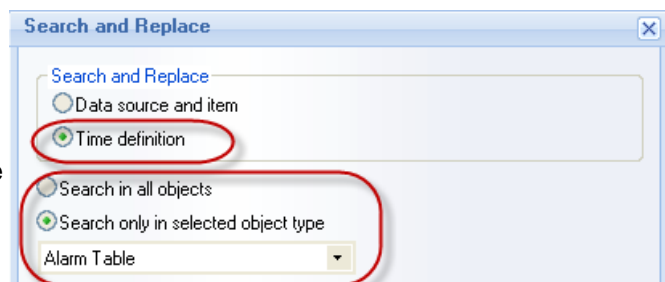 Search and Replace
Search and Replace
Data source and item
Time definition
e
Search in all objects
Search only in selected object type
Alarm Table